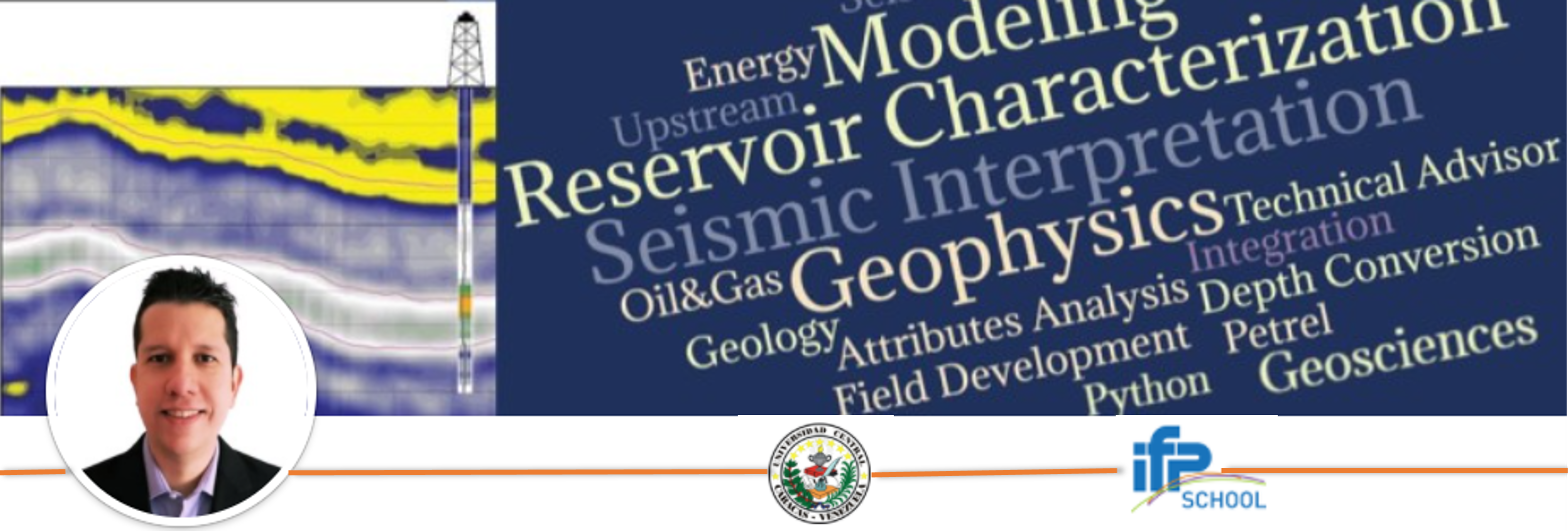 Energy
Modeling
Upstream
Reservoir Characterization
Seismic Interpretation
Oil&Gas
Geophysics
Technical Advisor
Integration
Geology
Attributes Analysis
Depth Conversion
Field Development
Petrel
Python
Geosciences
UNIVERSIDAD CENTRAL
CARACAS - VENEZUELA
ifp
SCHOOL